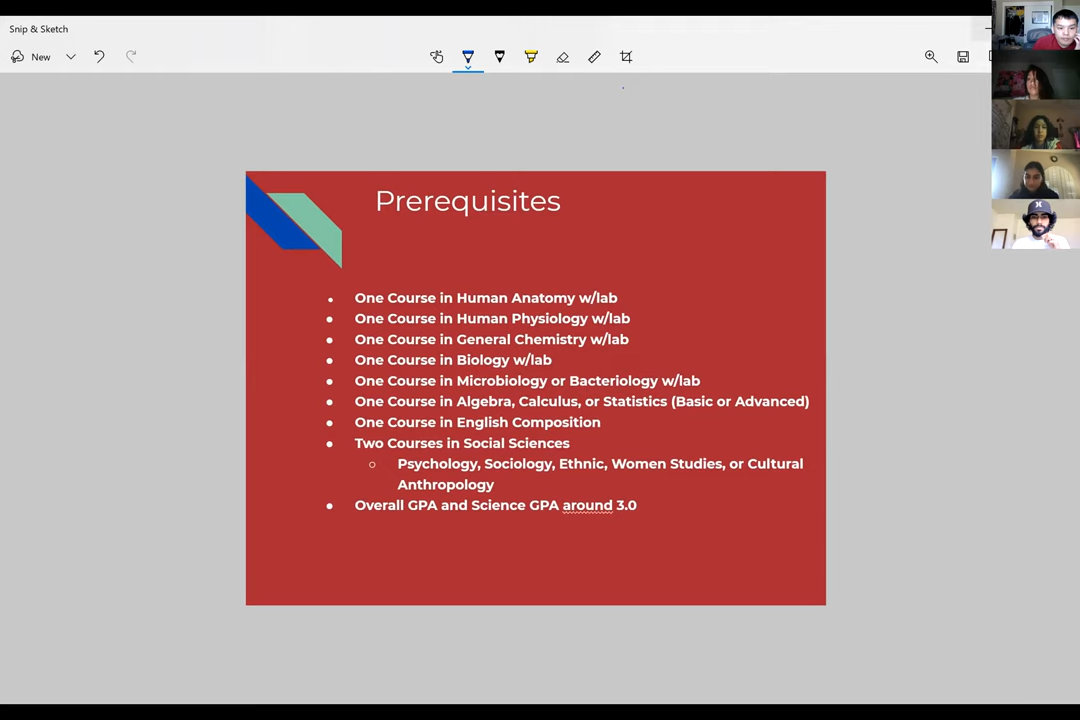 Snip & Sketch
New
Prerequisites
● One Course in Human Anatomy w/lab
● One Course in Human Physiology w/lab
● One Course in General Chemistry w/lab
● One Course in Biology w/lab
● One Course in Microbiology or Bacteriology w/lab
● One Course in Algebra, Calculus, or Statistics (Basic or Advanced)
● One Course in English Composition
● Two Courses in Social Sciences
○ Psychology, Sociology, Ethnic, Women Studies, or Cultural
Anthropology
● Overall GPA and Science GPA around 3.0